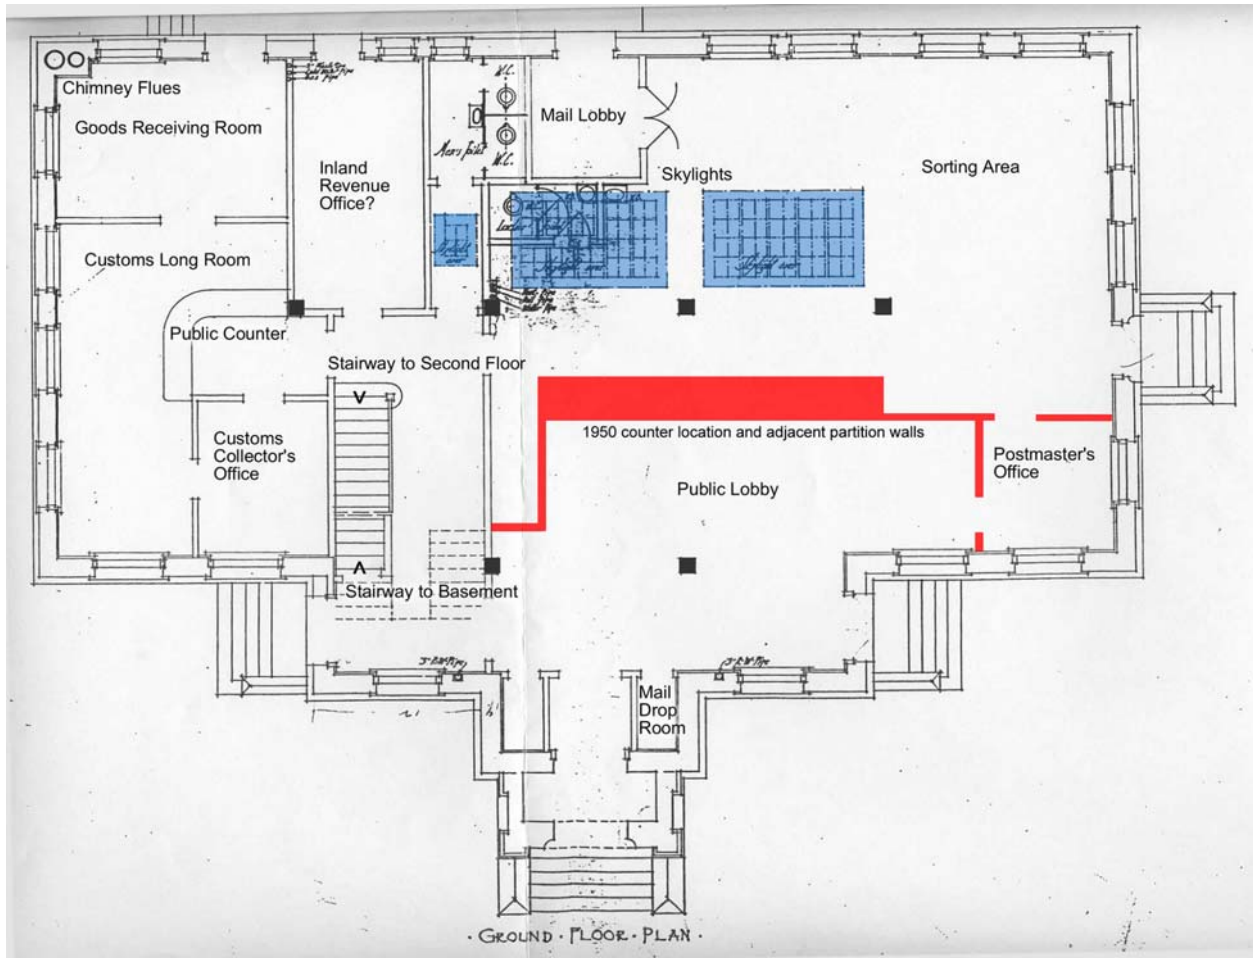 Chimney Flues
Goods Receiving Room
Mail Lobby
W.C.
Men's Toilet
W.C.
Inland
Revenue
Office?
Skylights
Sorting Area
Customs Long Room
Public Counter
Stairway to Second Floor
Customs
Collector's
Office
1950 counter location and adjacent partition walls
Postmaster's
Office
Public Lobby
Stairway to Basement
Mail
Drop
Room
· GROUND · FLOOR · PLAN ·